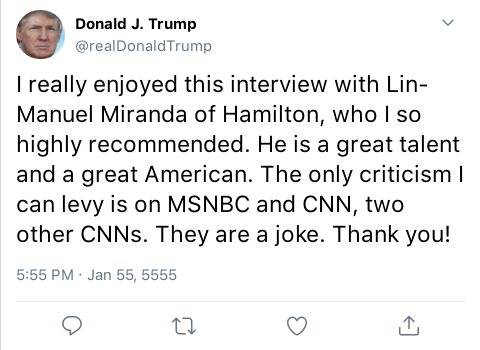 Donald J. Trump
@realDonaldTrump
I really enjoyed this interview with Lin-
Manuel Miranda of Hamilton, who I so
highly recommended. He is a great talent
and a great American. The only criticism I
can levy is on MSNBC and CNN, two
other CNNs. They are a joke. Thank you!
5:55 PM · Jan 55, 5555